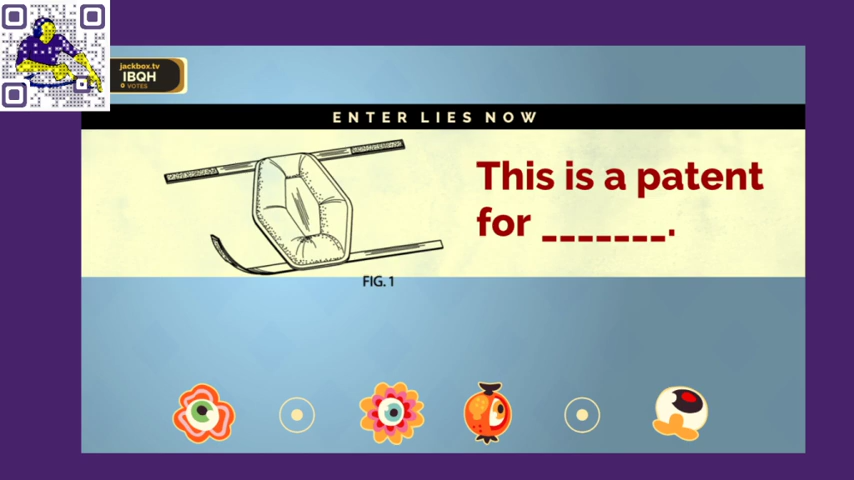 jackbox.tv
IBQH
0 VOTES
ENTER LIES NOW
This is a patent
for _______.
FIG. 1